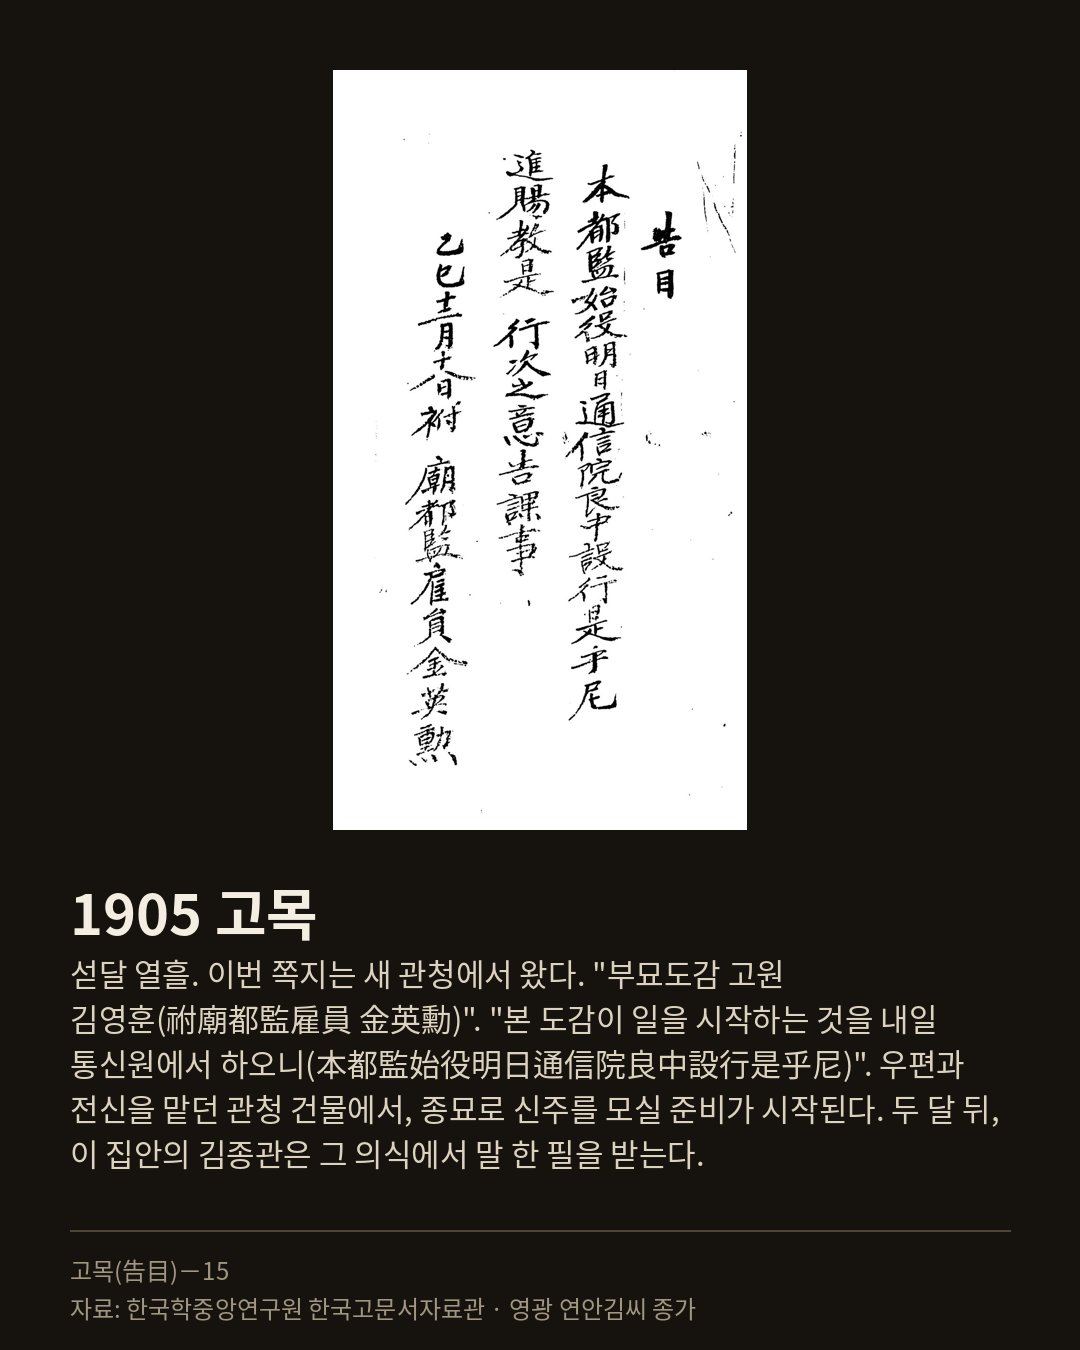 告目
本都監始役明日通信院良中設行是乎尼
進賜教是 行次之意告課事
乙巳十二月十八日 祔 廟都監雇員金英勳
1905 고목
섣달 열흘. 이번 쪽지는 새 관청에서 왔다. "부묘도감 고원
김영훈(祔廟都監雇員 金英勳)". "본 도감이 일을 시작하는 것을 내일
통신원에서 하오니(本都監始役明日通信院良中設行是乎尼)". 우편과
전신을 맡던 관청 건물에서, 종묘로 신주를 모실 준비가 시작된다. 두 달 뒤,
이 집안의 김종관은 그 의식에서 말 한 필을 받는다.
고목(告目)－15
자료: 한국학중앙연구원 한국고문서자료관 · 영광 연안김씨 종가